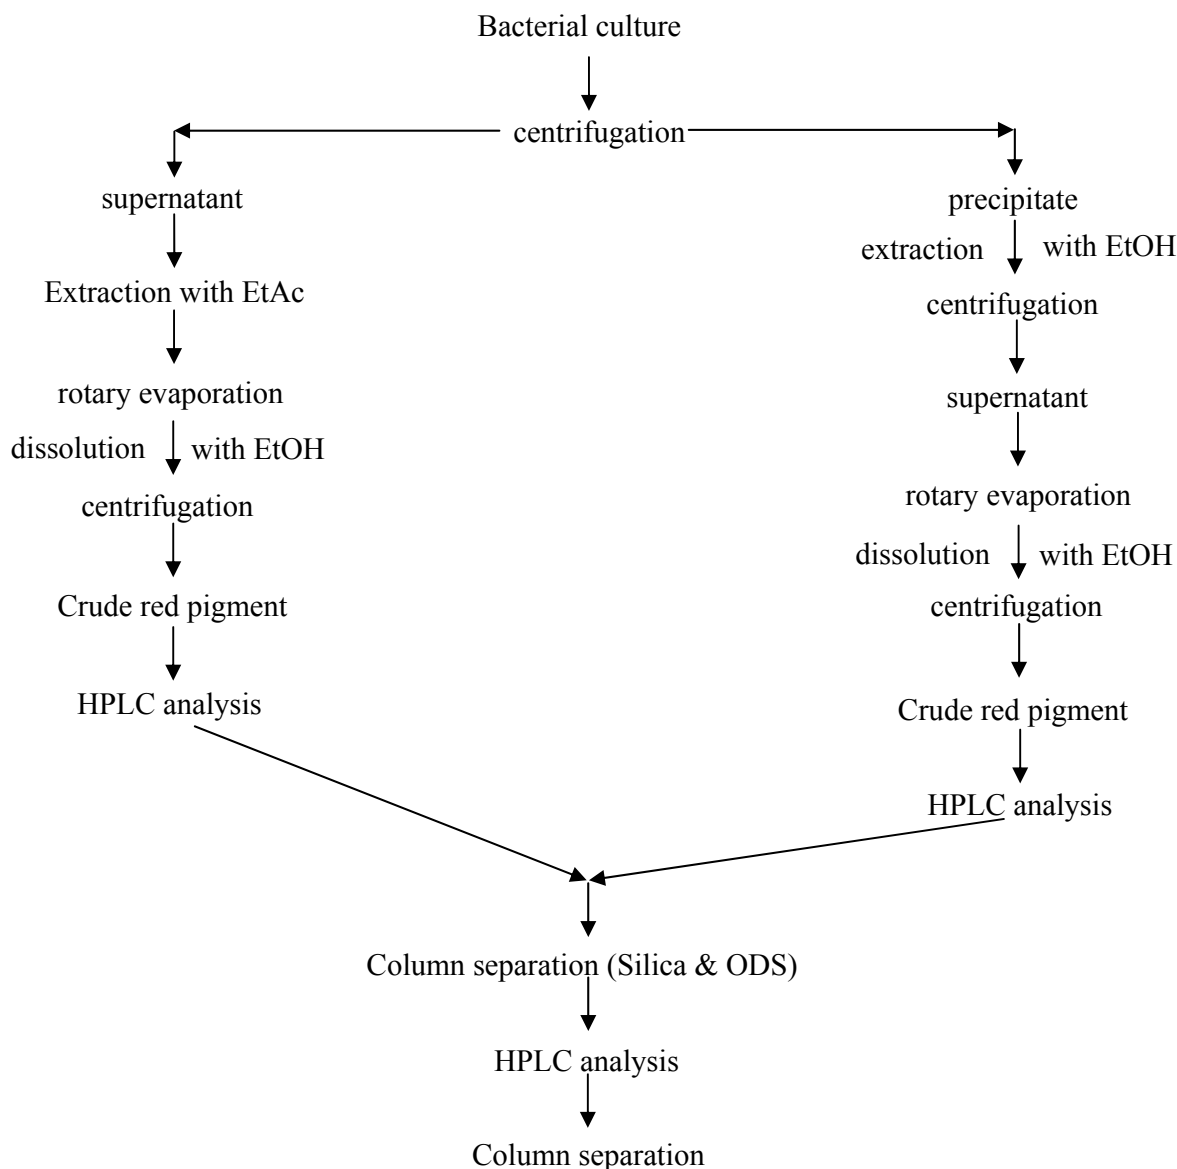 Bacterial culture
centrifugation
supernatant
Extraction with EtAc
rotary evaporation
dissolution with EtOH
centrifugation
Crude red pigment
HPLC analysis
precipitate
extraction with EtOH
centrifugation
supernatant
rotary evaporation
dissolution with EtOH
centrifugation
Crude red pigment
HPLC analysis
Column separation (Silica & ODS)
HPLC analysis
Column separation